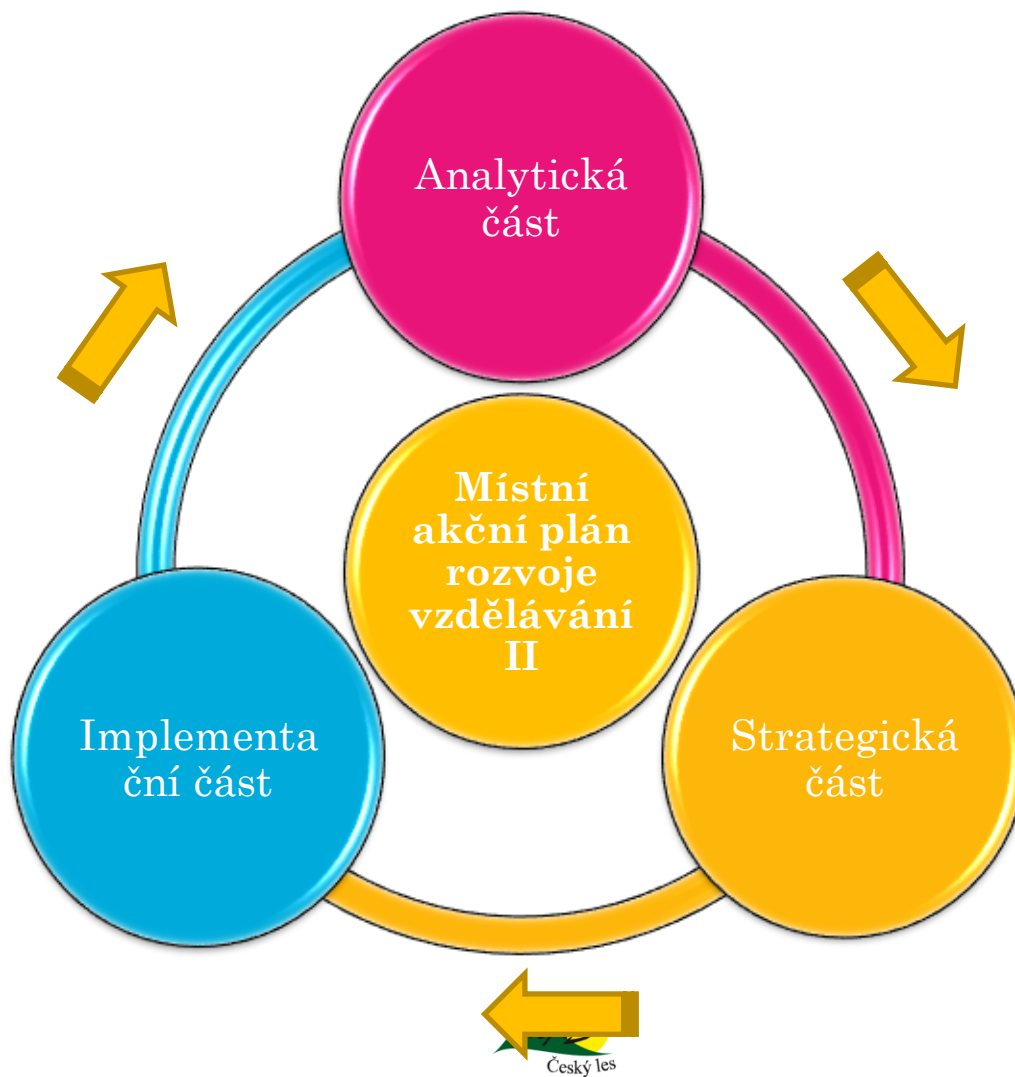 Analytická
část
Místní
akční plán
rozvoje
vzdělávání
II
Implementa
ční část
Strategická
část
Český les